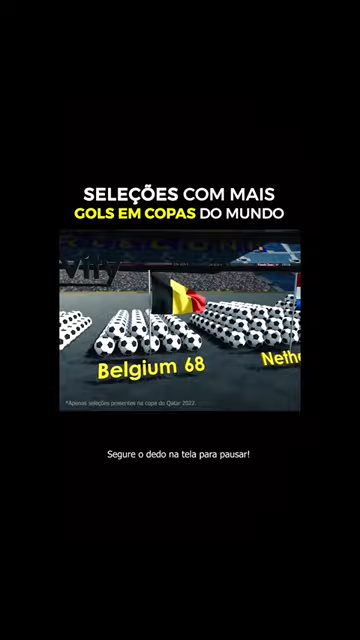 SELEÇÕES COM MAIS
GOLS EM COPAS DO MUNDO
Belgium 68
Neth
*Apenas seleções presentes na copa do Qatar 2022.
Segure o dedo na tela para pausar!